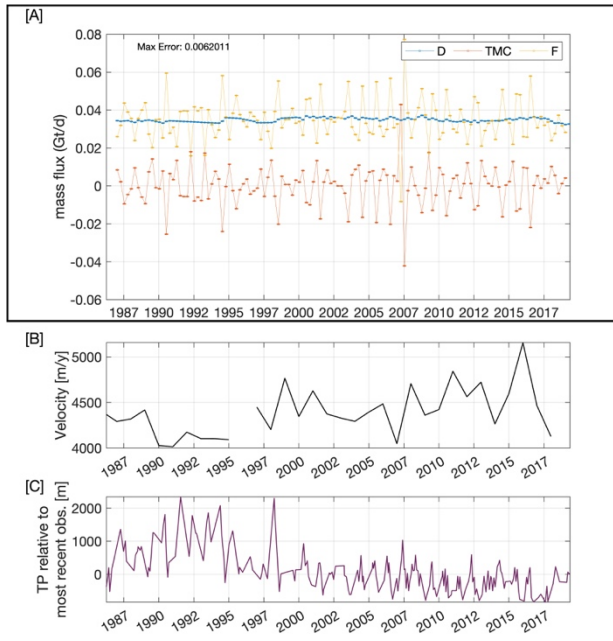 [A]
Max Error: 0.0062011
D TMC F
mass flux (Gt/d)
0.08
0.06
0.04
0.02
0
-0.02
-0.04
-0.06
1987 1990 1992 1995 1997 2000 2002 2005 2007 2010 2012 2015 2017
[B]
Velocity [m/y]
5000
4500
4000
1987 1990 1992 1995 1997 2000 2002 2005 2007 2010 2012 2015 2017
[C]
TP relative to
most recent obs. [m]
2000
1000
0
1987 1990 1992 1995 1997 2000 2002 2005 2007 2010 2012 2015 2017